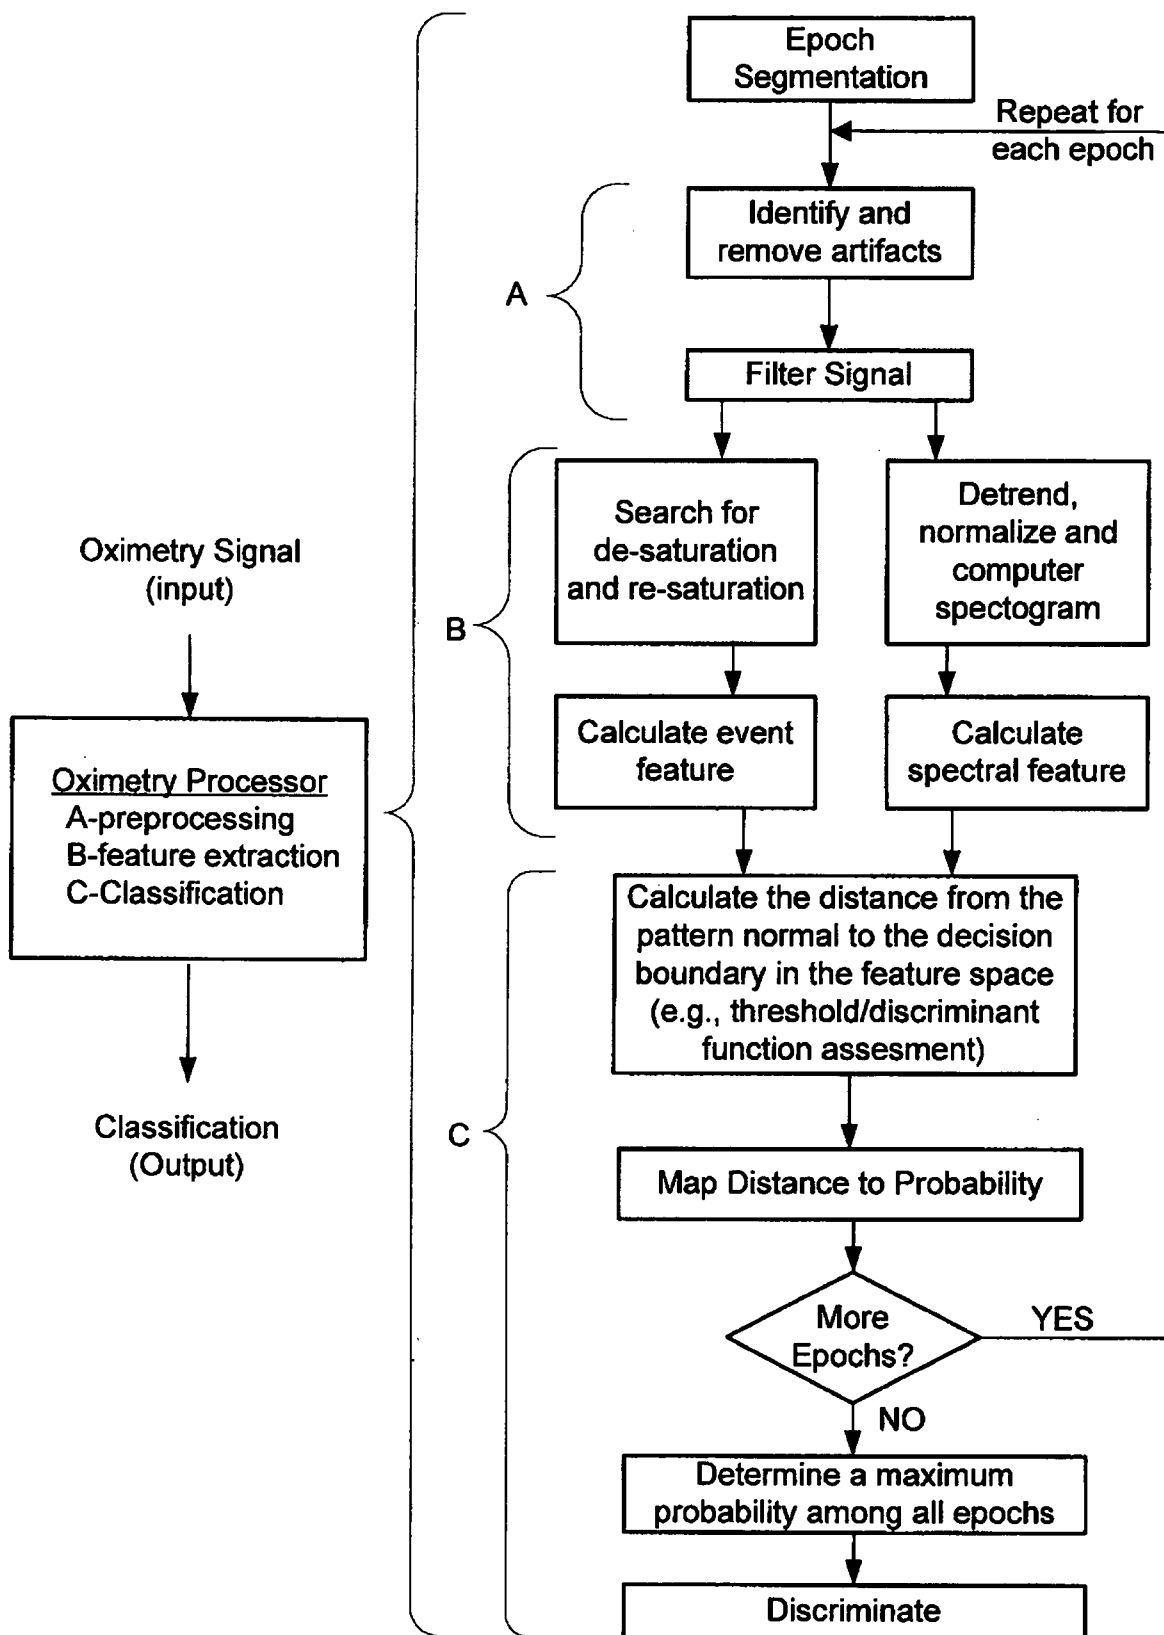 Epoch
Segmentation
Repeat for
each epoch
Identify and
remove artifacts
A
Filter Signal
Search for
de-saturation
and re-saturation
Detrend,
normalize and
computer
spectogram
B
Calculate event
feature
Calculate
spectral feature
Oximetry Signal
(input)
Oximetry Processor
A-preprocessing
B-feature extraction
C-Classification
Classification
(Output)
Calculate the distance from the
pattern normal to the decision
boundary in the feature space
(e.g., threshold/discriminant
function assesment)
C
Map Distance to Probability
More
Epochs?
YES
NO
Determine a maximum
probability among all epochs
Discriminate